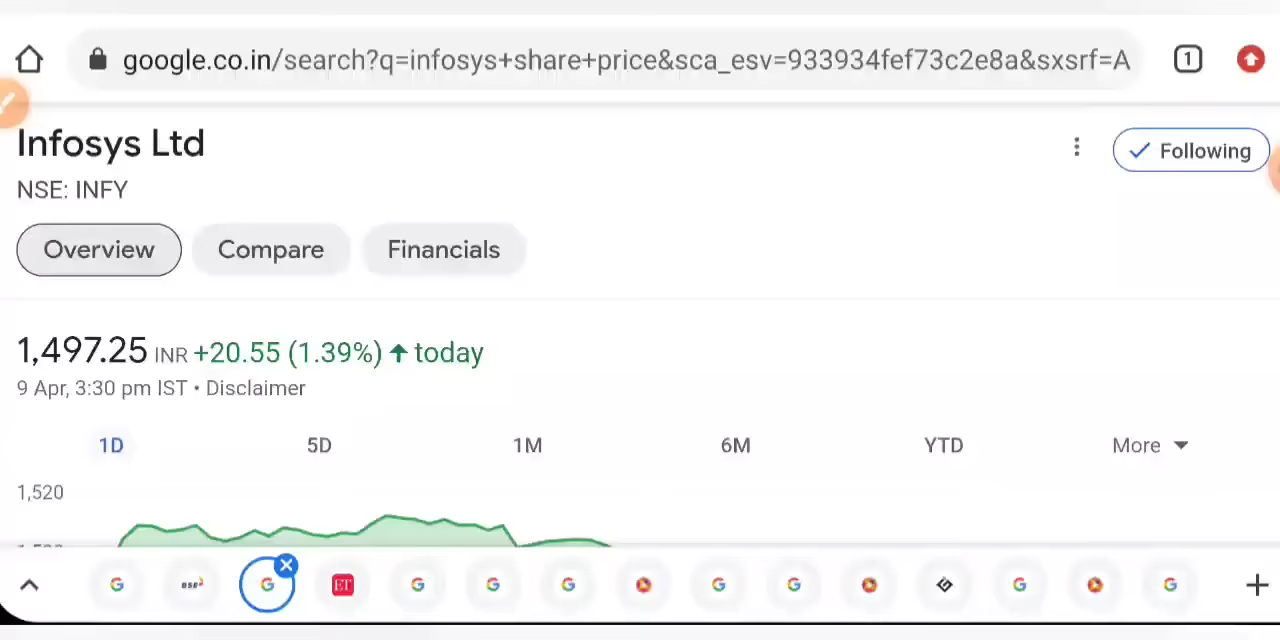 google.co.in/search?q=infosys+share+price&sca_esv=933934fef73c2e8a&sxsrf=A
1
Infosys Ltd
Following
NSE: INFY
Overview Compare Financials
1,497.25 INR +20.55 (1.39%) today
9 Apr, 3:30 pm IST • Disclaimer
1D 5D 1M 6M YTD More
1,520
BSE ET